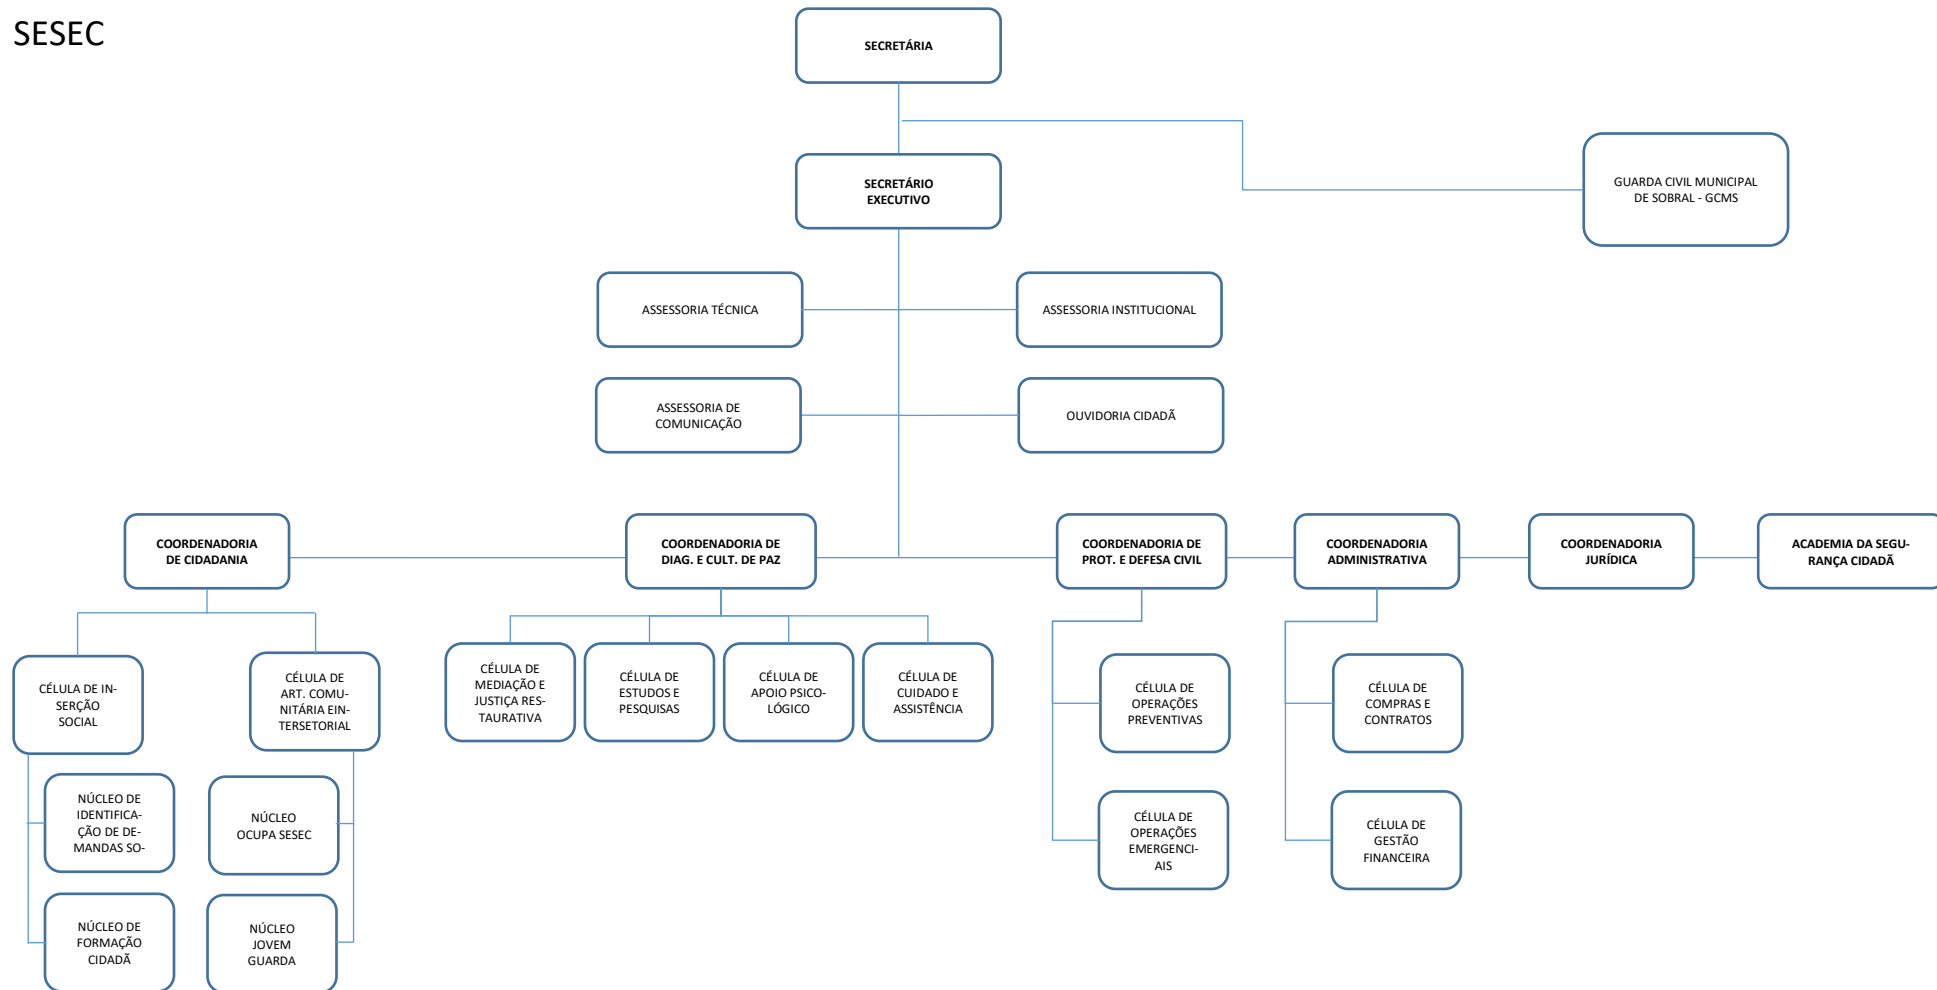 SESEC
SECRETÁRIA
SECRETÁRIO
EXECUTIVO
GUARDA CIVIL MUNICIPAL
DE SOBRAL - GCMS
ASSESSORIA TÉCNICA
ASSESSORIA INSTITUCIONAL
ASSESSORIA DE
COMUNICAÇÃO
OUVIDORIA CIDADÃ
COORDENADORIA
DE CIDADANIA
COORDENADORIA DE
DIAG. E CULT. DE PAZ
COORDENADORIA DE
PROT. E DEFESA CIVIL
COORDENADORIA
ADMINISTRATIVA
COORDENADORIA
JURÍDICA
ACADEMIA DA SEGU-
RANÇA CIDADÃ
CÉLULA DE IN-
SERÇÃO
SOCIAL
CÉLULA DE
ART. COMU-
NITÁRIA EIN-
TERSETORIAL
CÉLULA DE
MEDIAÇÃO E
JUSTIÇA RES-
TAURATIVA
CÉLULA DE
ESTUDOS E
PESQUISAS
CÉLULA DE
APOIO PSICO-
LÓGICO
CÉLULA DE
CUIDADO E
ASSISTÊNCIA
CÉLULA DE
OPERAÇÕES
PREVENTIVAS
CÉLULA DE
COMPRAS E
CONTRATOS
NÚCLEO DE
IDENTIFICA-
ÇÃO DE DE-
MANDAS SO-
NÚCLEO
OCUPA SESEC
CÉLULA DE
OPERAÇÕES
EMERGENCI-
AIS
CÉLULA DE
GESTÃO
FINANCEIRA
NÚCLEO DE
FORMAÇÃO
CIDADÃ
NÚCLEO
JOVEM
GUARDA